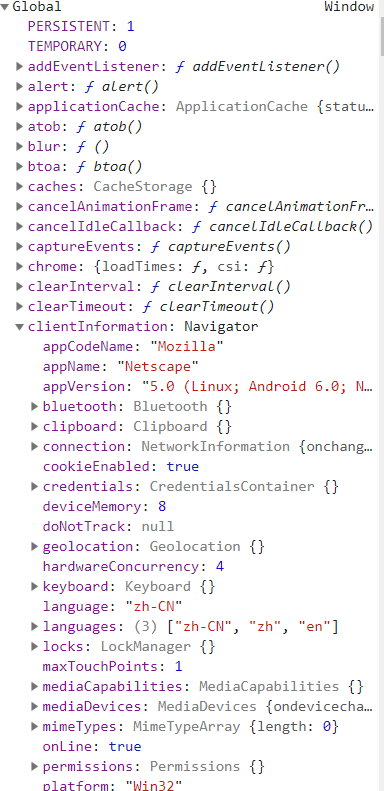 Global Window
PERSISTENT: 1
TEMPORARY: 0
addEventListener: ƒ addEventListener()
alert: ƒ alert()
applicationCache: ApplicationCache {statu…
atob: ƒ atob()
blur: ƒ ()
btoa: ƒ btoa()
caches: CacheStorage {}
cancelAnimationFrame: ƒ cancelAnimationFr…
cancelIdleCallback: ƒ cancelIdleCallback()
captureEvents: ƒ captureEvents()
chrome: {loadTimes: ƒ, csi: ƒ}
clearInterval: ƒ clearInterval()
clearTimeout: ƒ clearTimeout()
clientInformation: Navigator
appCodeName: "Mozilla"
appName: "Netscape"
appVersion: "5.0 (Linux; Android 6.0; N…
bluetooth: Bluetooth {}
clipboard: Clipboard {}
connection: NetworkInformation {onchang…
cookieEnabled: true
credentials: CredentialsContainer {}
deviceMemory: 8
doNotTrack: null
geolocation: Geolocation {}
hardwareConcurrency: 4
keyboard: Keyboard {}
language: "zh-CN"
languages: (3) ["zh-CN", "zh", "en"]
locks: LockManager {}
maxTouchPoints: 1
mediaCapabilities: MediaCapabilities {}
mediaDevices: MediaDevices {ondevicecha…
mimeTypes: MimeTypeArray {length: 0}
onLine: true
permissions: Permissions {}
platform: "Win32"